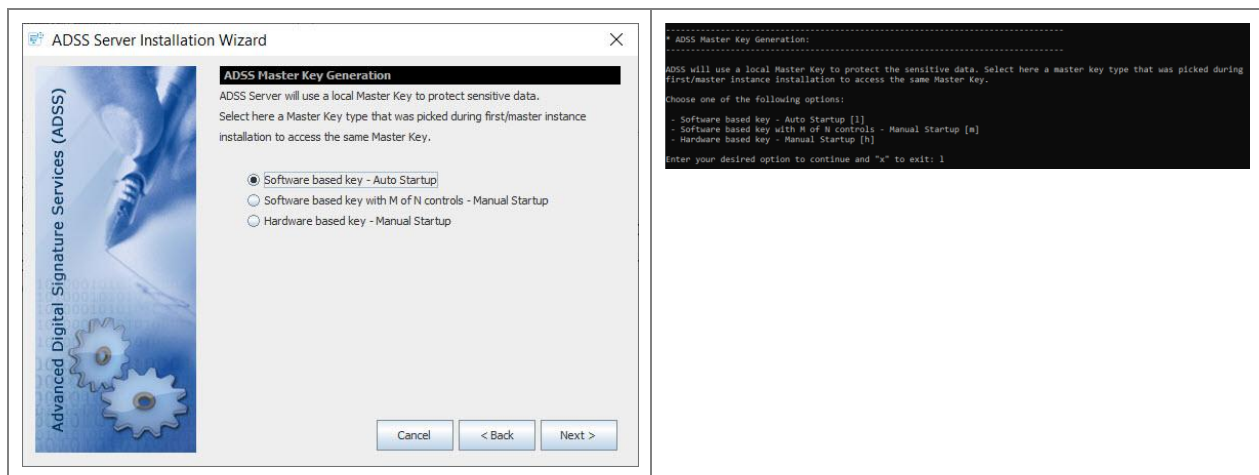 ADSS Server Installation Wizard
Advanced Digital Signature Services (ADSS)
ADSS Master Key Generation
ADSS Server will use a local Master Key to protect sensitive data.
Select here a Master Key type that was picked during first/master instance
installation to access the same Master Key.
Software based key - Auto Startup
Software based key with M of N controls - Manual Startup
Hardware based key - Manual Startup
Cancel
< Back
Next >
* ADSS Master Key Generation:
ADSS will use a local Master Key to protect the sensitive data. Select here a master key type that was picked during
first/master instance installation to access the same Master Key.
Choose one of the following options:
- Software based key - Auto Startup [l]
- Software based key with M of N controls - Manual Startup [m]
- Hardware based key - Manual Startup [h]
Enter your desired option to continue and "x" to exit: l